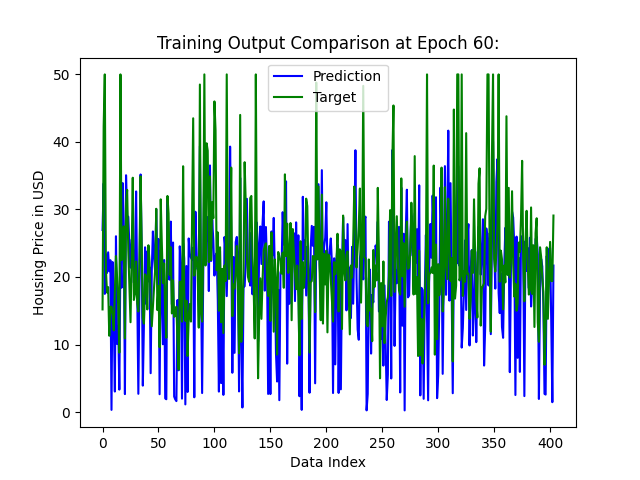 Training Output Comparison at Epoch 60:
Prediction
Target
Housing Price in USD
50
40
30
20
10
0
0 50 100 150 200 250 300 350 400
Data Index